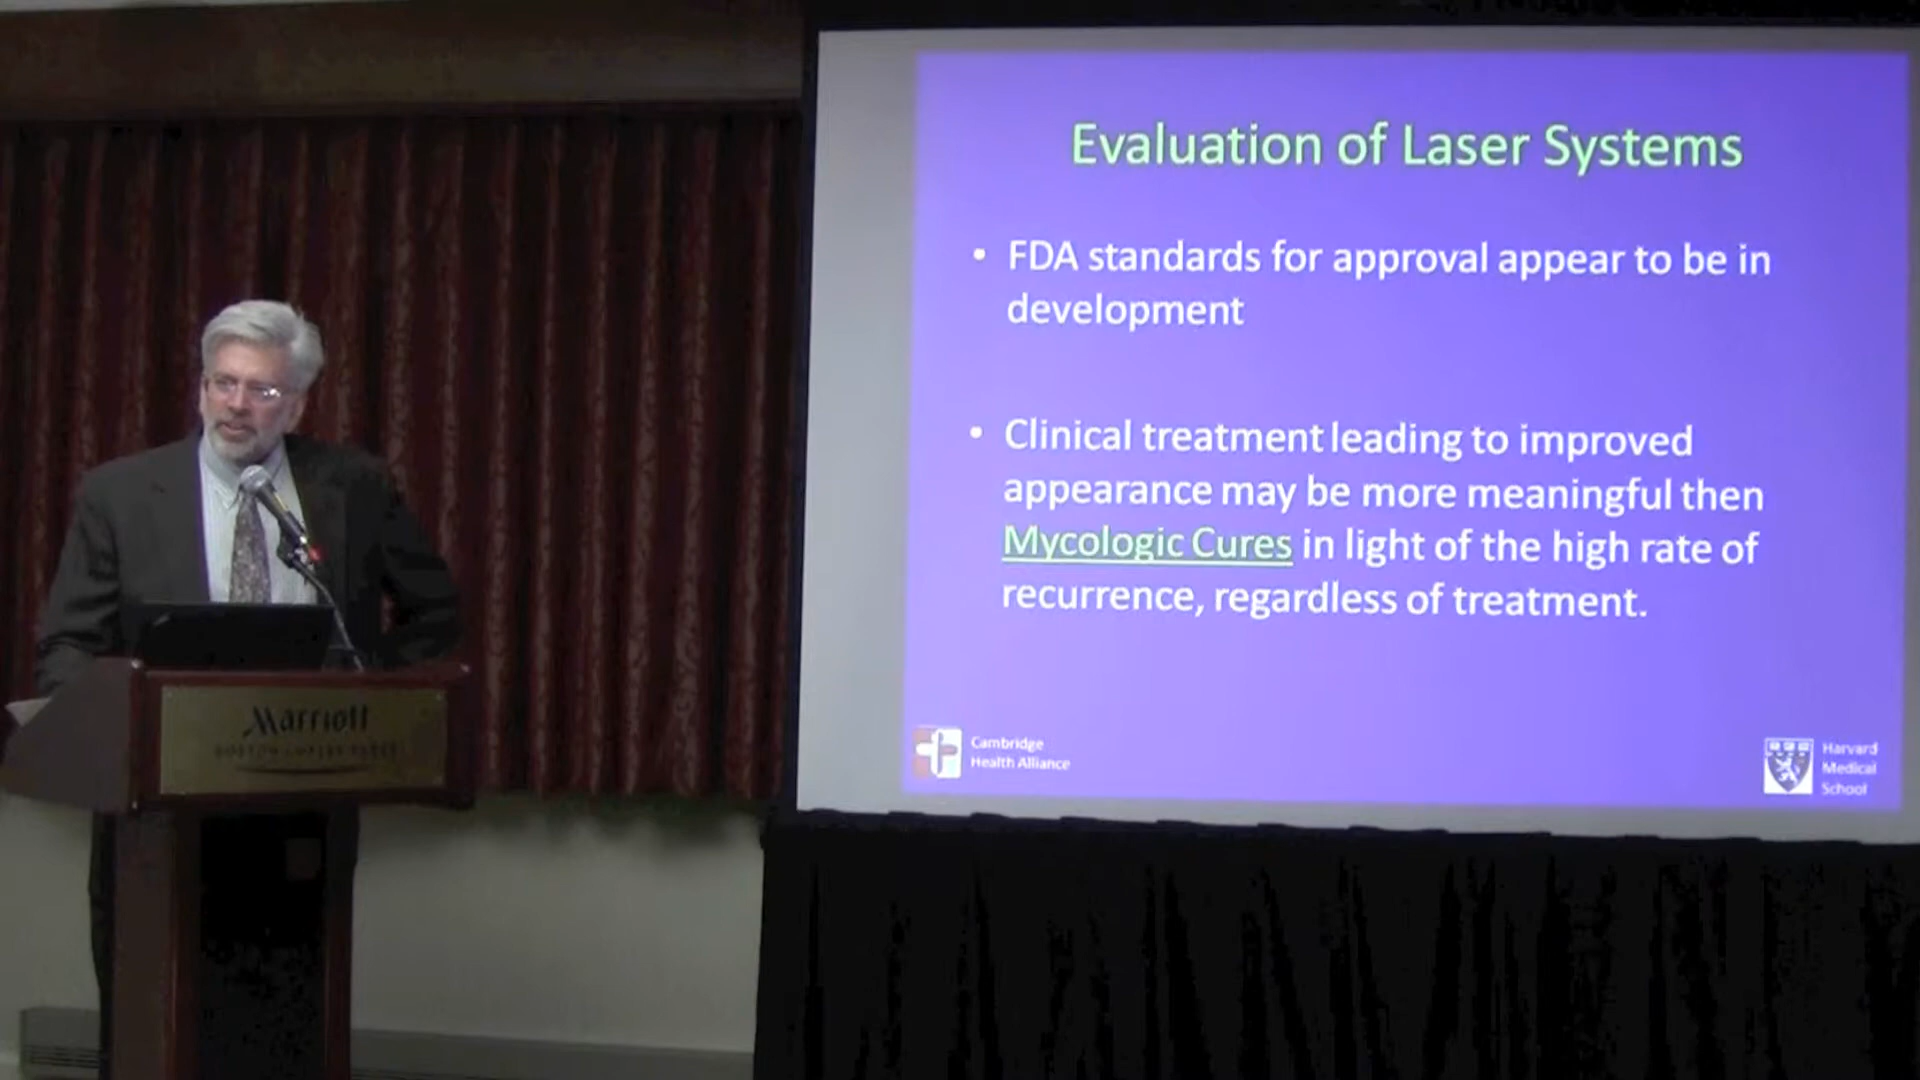 Evaluation of Laser Systems
• FDA standards for approval appear to be in
development
• Clinical treatment leading to improved
appearance may be more meaningful then
Mycologic Cures in light of the high rate of
recurrence, regardless of treatment.
Cambridge
Health Alliance
Harvard
Medical
School
Marriott